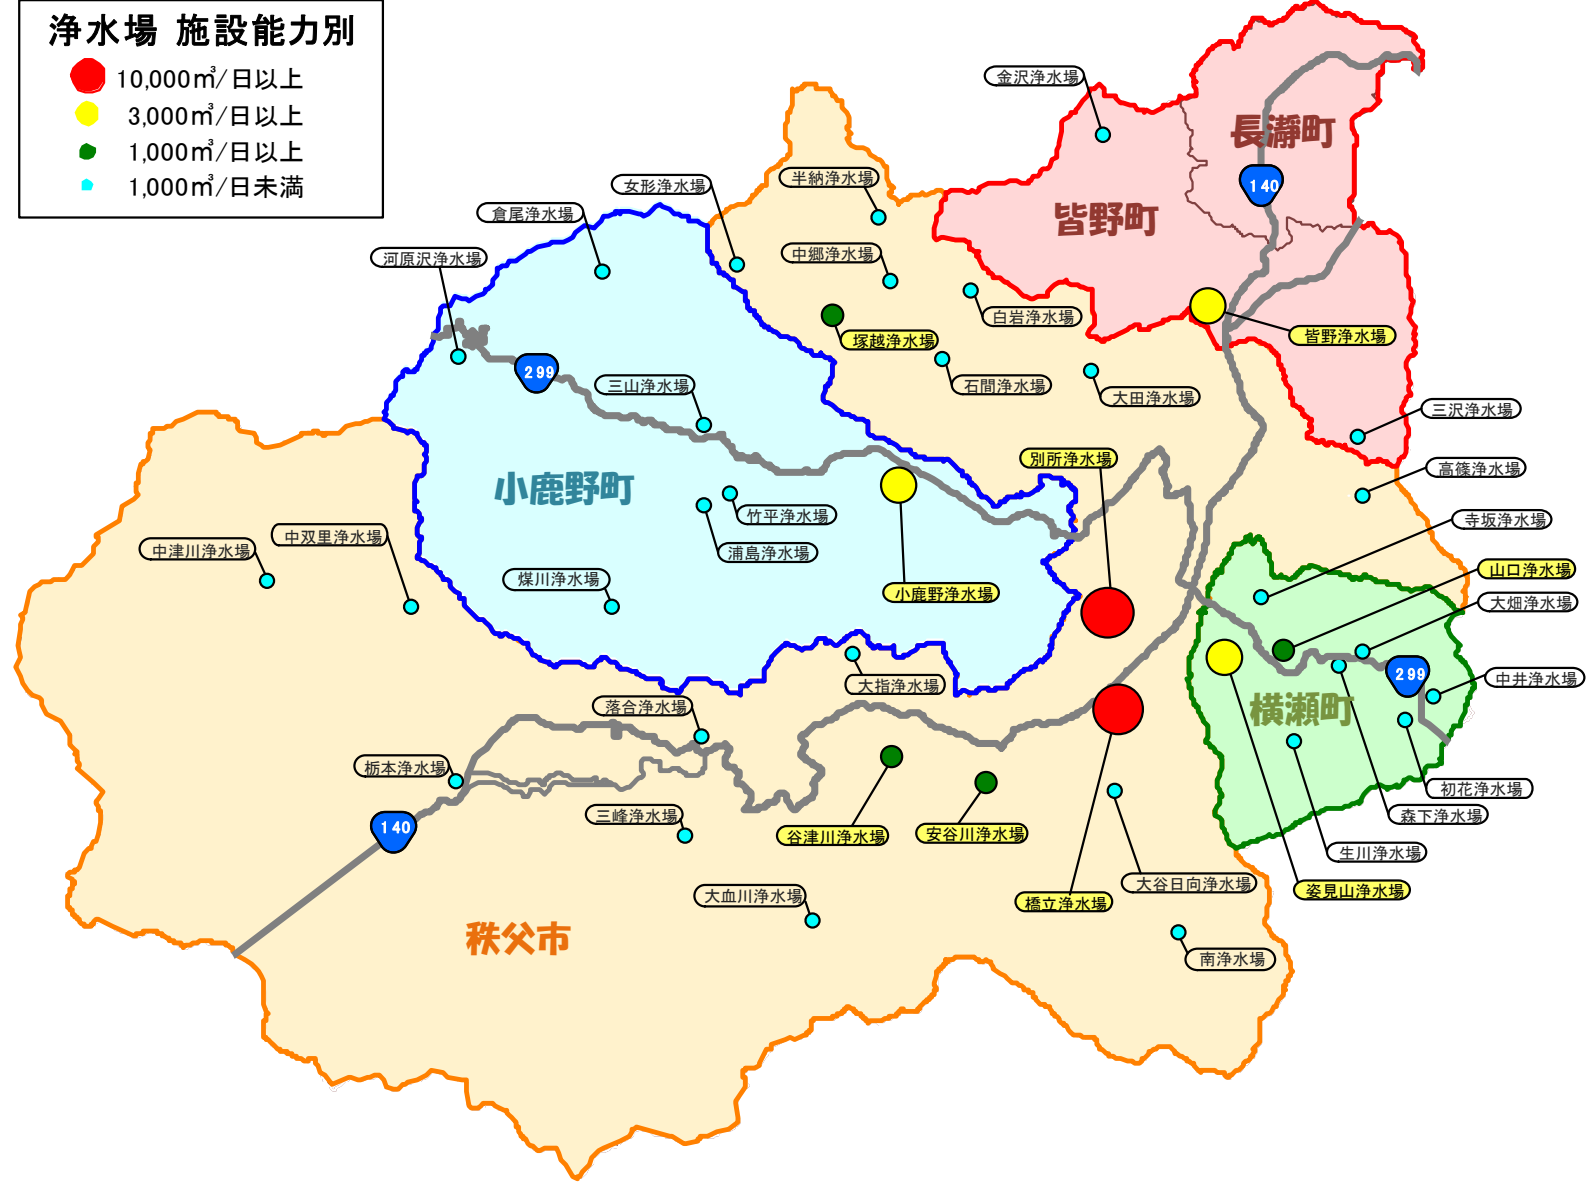 浄水場 施設能力別
10,000㎥/日以上
3,000㎥/日以上
1,000㎥/日以上
1,000㎥/日未満
金沢浄水場
長瀞町
140
半納浄水場
女形浄水場
倉尾浄水場
皆野町
河原沢浄水場
中郷浄水場
白岩浄水場
塚越浄水場
皆野浄水場
299
三山浄水場
石間浄水場
大田浄水場
三沢浄水場
別所浄水場
高篠浄水場
小鹿野町
竹平浄水場
寺坂浄水場
中双里浄水場
中津川浄水場
浦島浄水場
山口浄水場
煤川浄水場
小鹿野浄水場
大畑浄水場
大指浄水場
299
中井浄水場
落合浄水場
横瀬町
栃本浄水場
初花浄水場
三峰浄水場
森下浄水場
140
谷津川浄水場
安谷川浄水場
生川浄水場
大谷日向浄水場
姿見山浄水場
大血川浄水場
橋立浄水場
秩父市
南浄水場